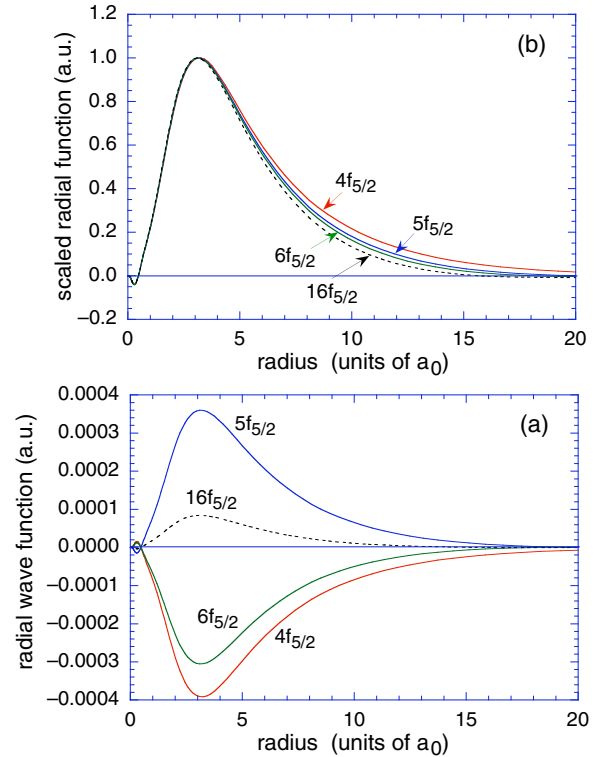 (b)
scaled radial function (a.u.)
1.2
1.0
0.8
0.6
0.4
0.2
0.0
−0.2
4f5/2
5f5/2
6f5/2
16f5/2
0 5 10 15 20
radius (units of a0)
(a)
radial wave function (a.u.)
0.0004
0.0003
0.0002
0.0001
0.0000
−0.0001
−0.0002
−0.0003
−0.0004
5f5/2
16f5/2
6f5/2
4f5/2
0 5 10 15 20
radius (units of a0)